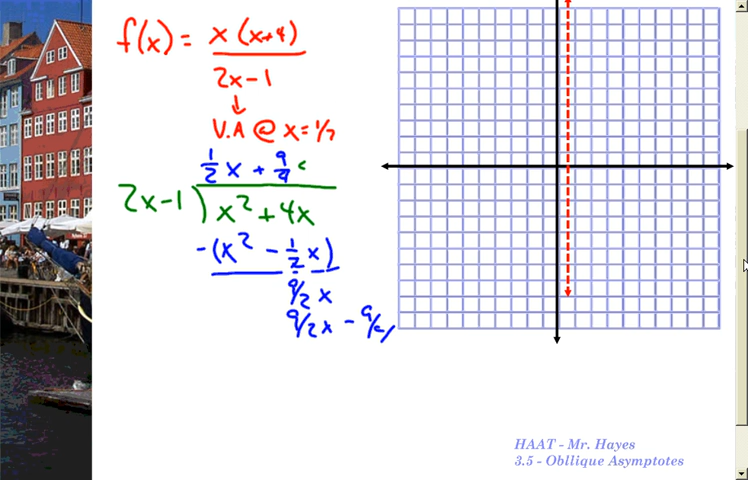 f(x) = x(x+4)
2x-1
↓
V.A @ x=1/2
1/2 x + 9/4
2x-1 ) x² + 4x
-(x² - 1/2 x)
9/2 x
9/2 x - 9/4
HAAT - Mr. Hayes
3.5 - Obllique Asymptotes